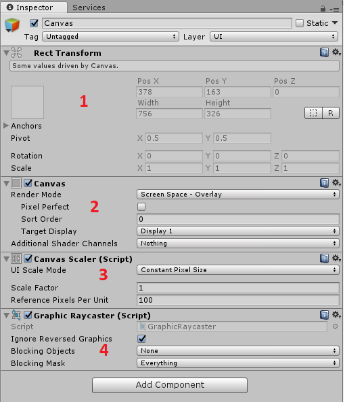 Inspector Services
Canvas Static
Tag Untagged Layer UI
Rect Transform
Some values driven by Canvas.
Pos X Pos Y Pos Z
378 163 0
Width Height
756 326
R
1
Anchors
Pivot X 0.5 Y 0.5
Rotation X 0 Y 0 Z 0
Scale X 1 Y 1 Z 1
Canvas
Render Mode Screen Space - Overlay
Pixel Perfect
2
Sort Order 0
Target Display Display 1
Additional Shader Channels Nothing
Canvas Scaler (Script)
UI Scale Mode Constant Pixel Size
3
Scale Factor 1
Reference Pixels Per Unit 100
Graphic Raycaster (Script)
Script GraphicRaycaster
Ignore Reversed Graphics
4
Blocking Objects None
Blocking Mask Everything
Add Component